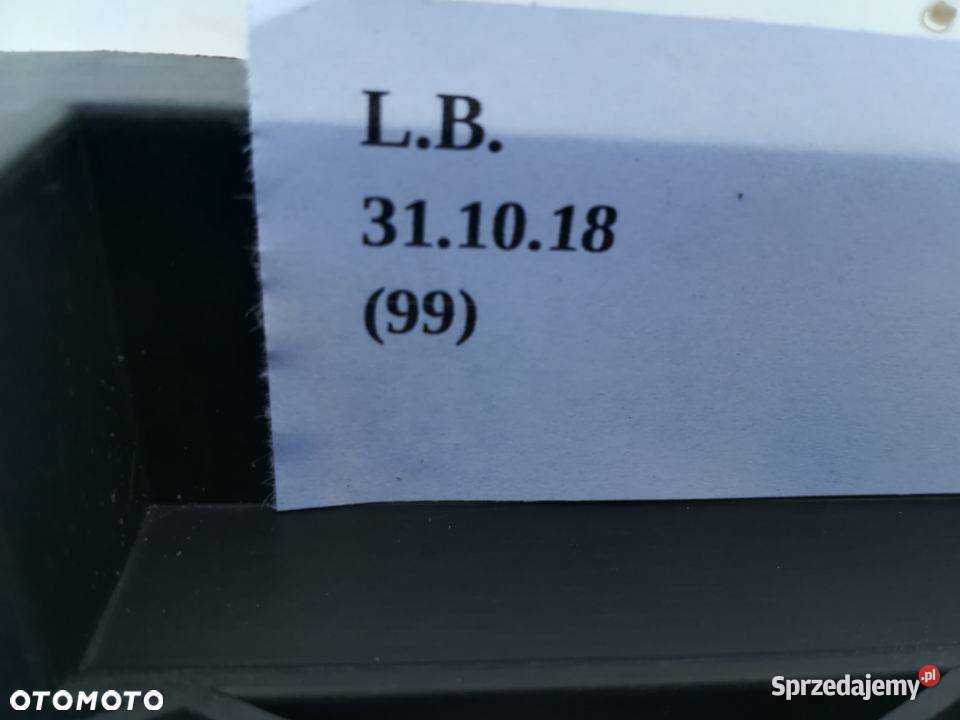 L.B.
31.10.18
(99)
OTOMOTO
Sprzedajemy.pl